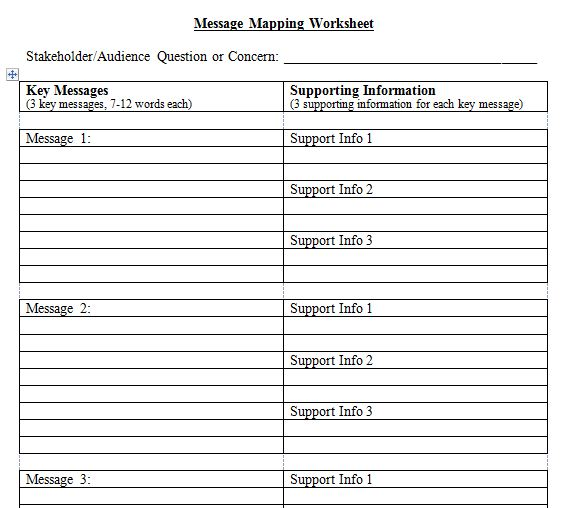 Message Mapping Worksheet
Stakeholder/Audience Question or Concern: ______________________________________
Key Messages
(3 key messages, 7-12 words each)
Supporting Information
(3 supporting information for each key message)
Message 1:
Support Info 1
Support Info 2
Support Info 3
Message 2:
Support Info 1
Support Info 2
Support Info 3
Message 3:
Support Info 1